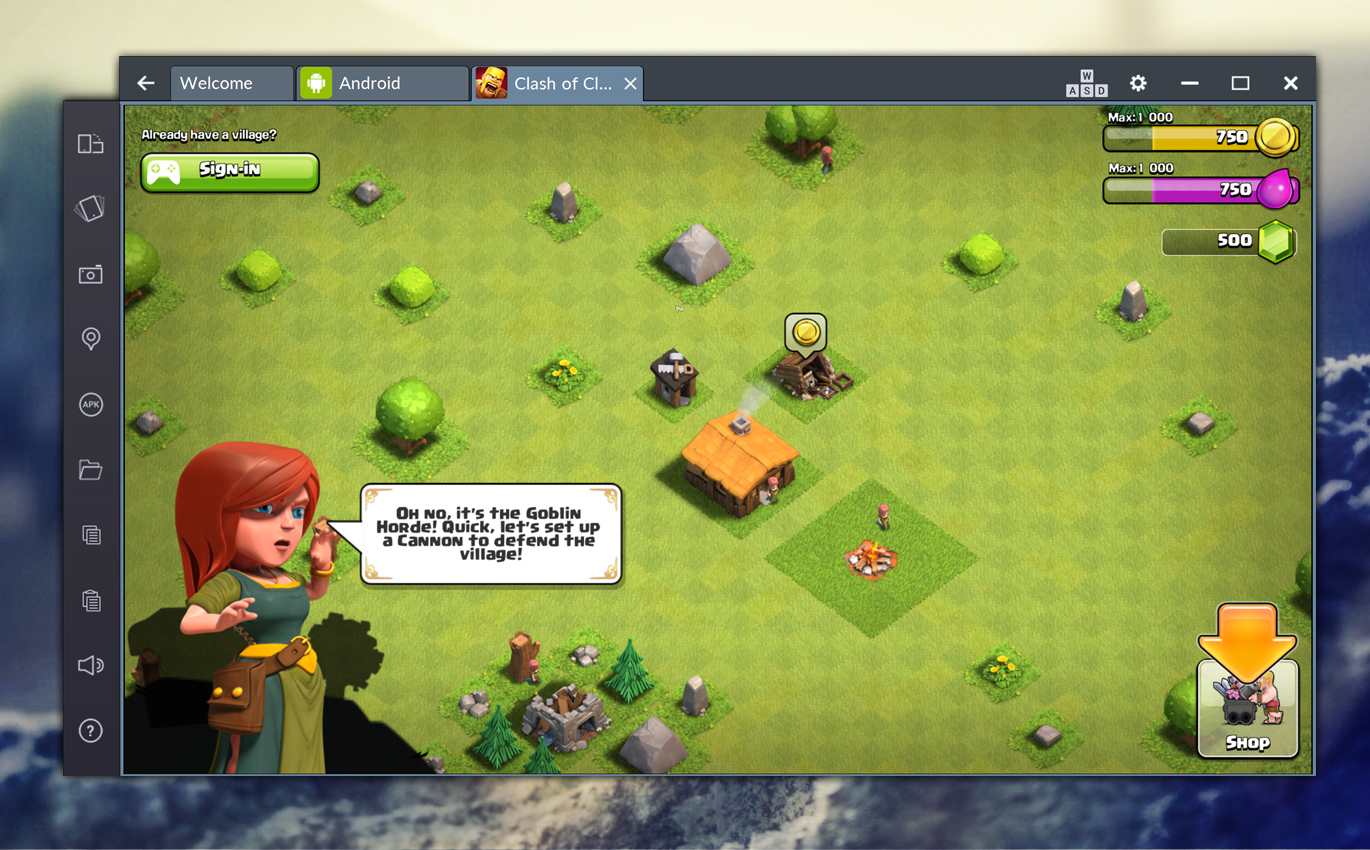 Welcome
Android
Clash of Cl...
W
A S D
Already have a village?
Sign-in
Max: 1 000
750
Max: 1 000
750
500
APK
Oh no, it's the Goblin
Horde! Quick, let's set up
a Cannon to defend the
village!
?
Shop